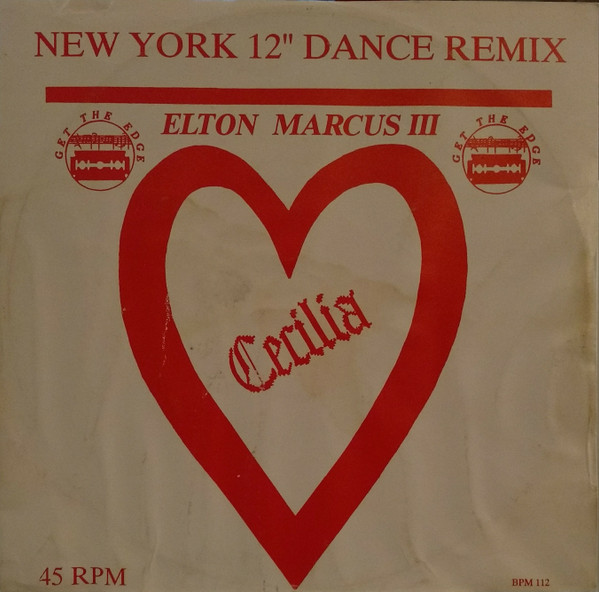 NEW YORK 12" DANCE REMIX
GET THE EDGE
ELTON MARCUS III
GET THE EDGE
Cecilia
45 RPM
BPM 112